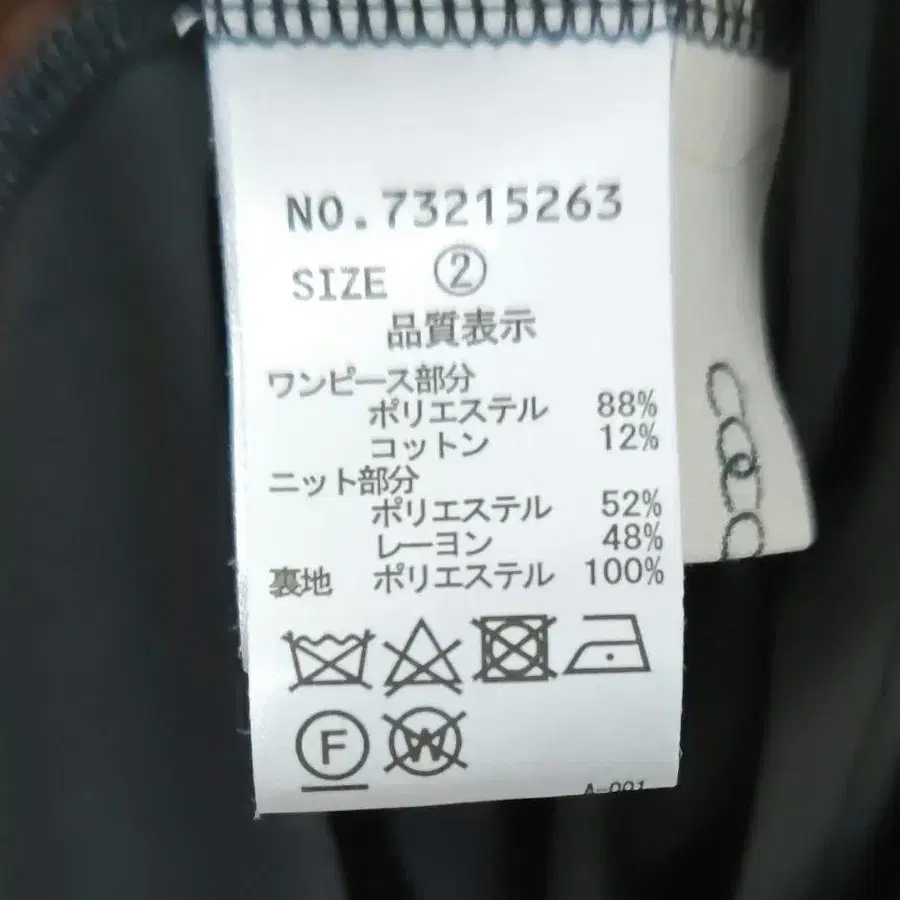 NO.73215263
SIZE ②
品質表示
ワンピース部分
ポリエステル 88%
コットン 12%
ニット部分
ポリエステル 52%
レーヨン 48%
裏地 ポリエステル 100%
F W
A-001